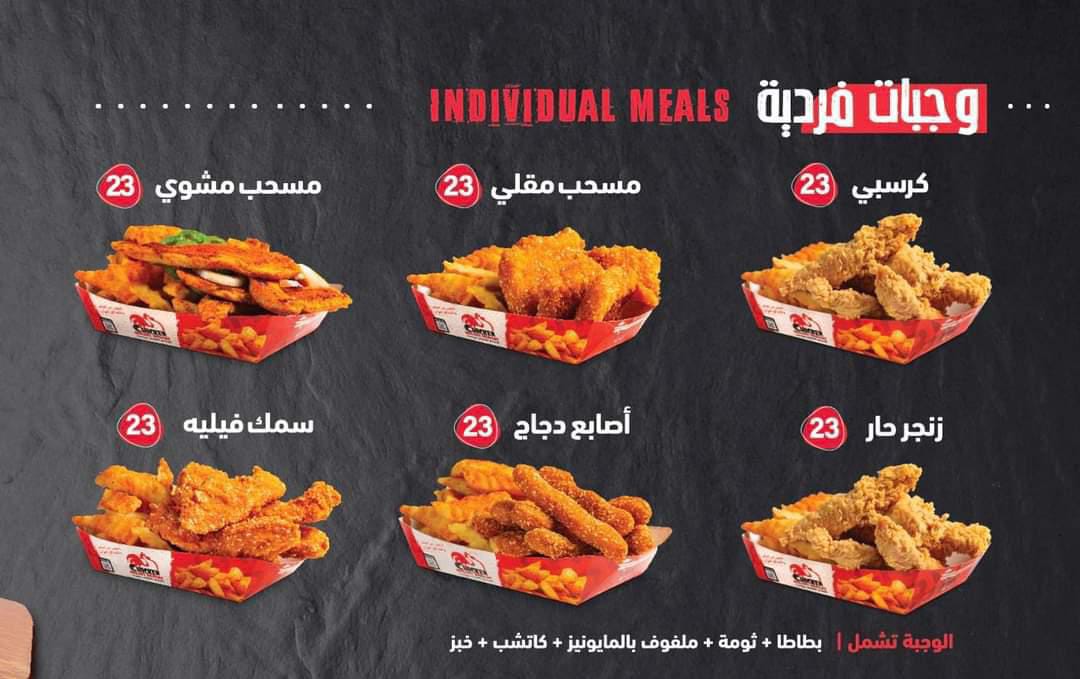 وجبات فردية INDIVIDUAL MEALS
كرسبي 23
مسحب مقلي 23
مسحب مشوي 23
زنجر حار 23
أصابع دجاج 23
سمك فيليه 23
الوجبة تشمل | بطاطا + ثومة + ملفوف بالمايونيز + كاتشب + خبز